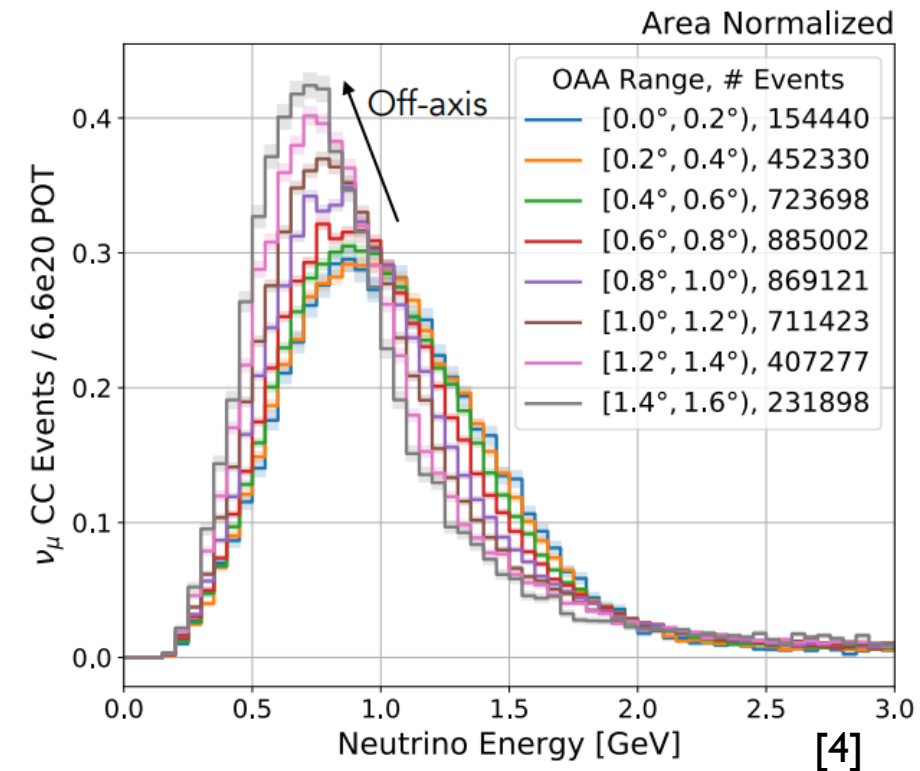 Area Normalized
OAA Range, # Events
[0.0°, 0.2°), 154440
[0.2°, 0.4°), 452330
[0.4°, 0.6°), 723698
[0.6°, 0.8°), 885002
[0.8°, 1.0°), 869121
[1.0°, 1.2°), 711423
[1.2°, 1.4°), 407277
[1.4°, 1.6°), 231898
Off-axis
ν_μ CC Events / 6.6e20 POT
0.4
0.3
0.2
0.1
0.0
0.0 0.5 1.0 1.5 2.0 2.5 3.0
Neutrino Energy [GeV]
[4]